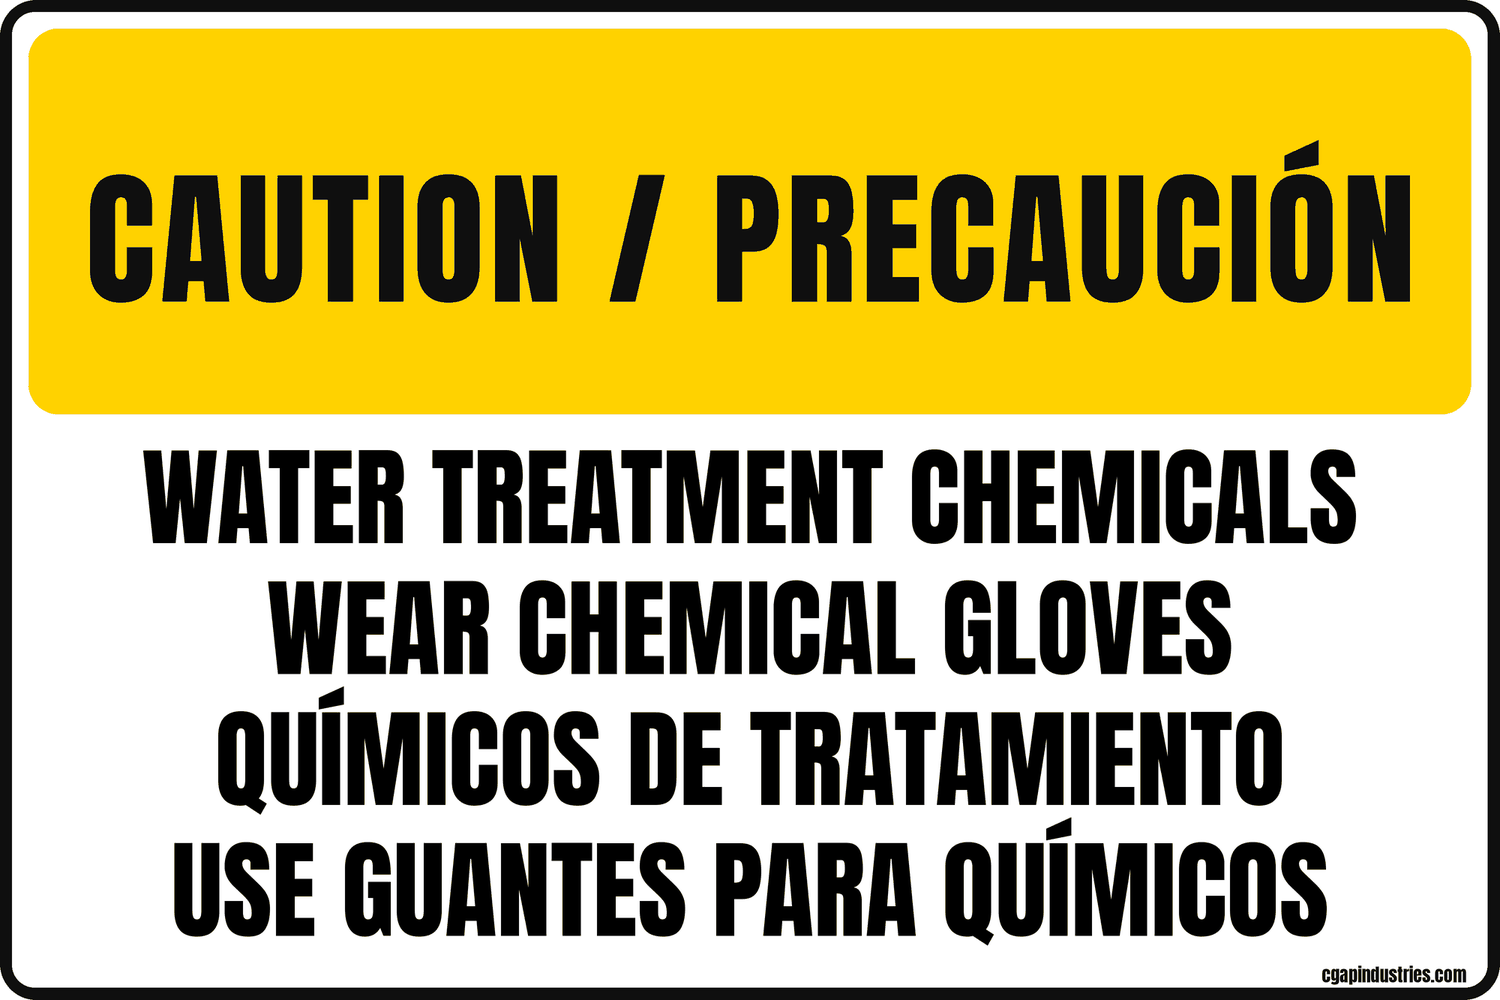 CAUTION / PRECAUCIÓN
WATER TREATMENT CHEMICALS
WEAR CHEMICAL GLOVES
QUÍMICOS DE TRATAMIENTO
USE GUANTES PARA QUÍMICOS
cgapindustries.com